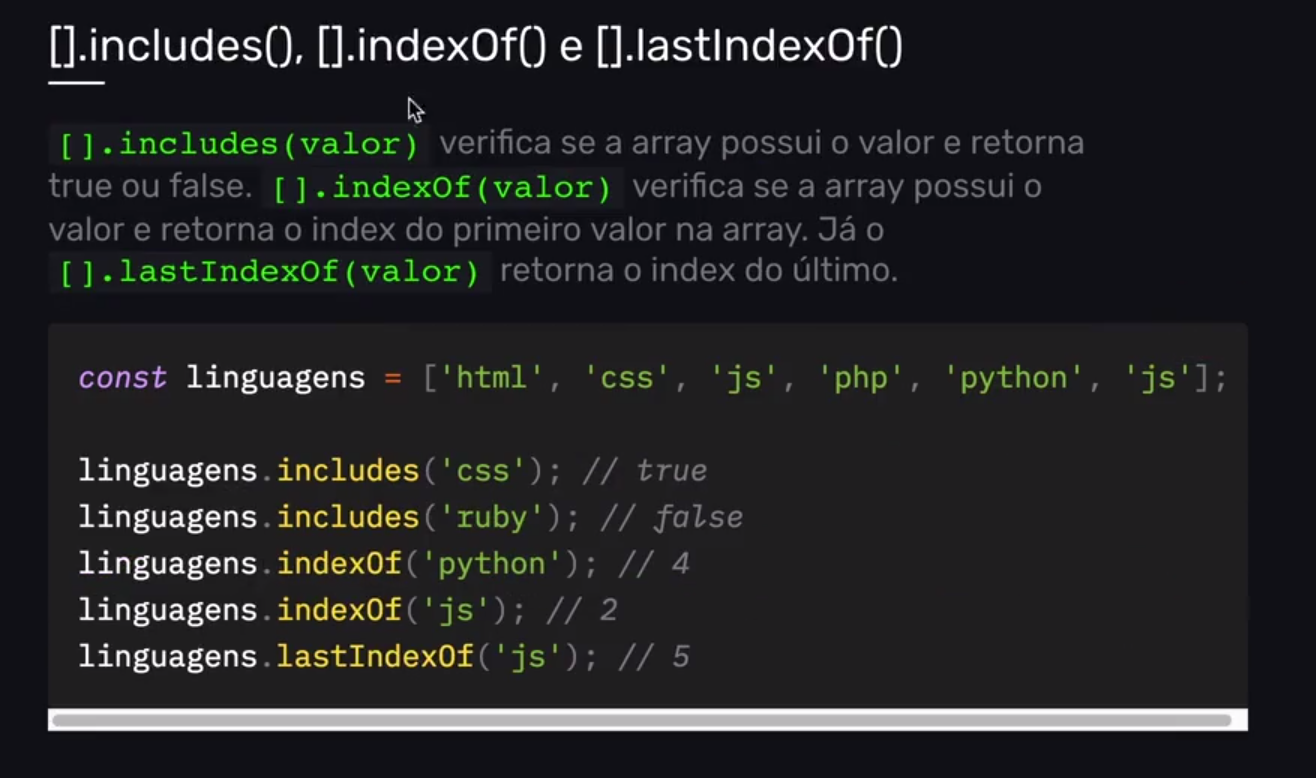 [].includes(), [].indexOf() e [].lastIndexOf()
[].includes(valor) verifica se a array possui o valor e retorna
true ou false. [].indexOf(valor) verifica se a array possui o
valor e retorna o index do primeiro valor na array. Já o
[].lastIndexOf(valor) retorna o index do último.
const linguagens = ['html', 'css', 'js', 'php', 'python', 'js'];
linguagens.includes('css'); // true
linguagens.includes('ruby'); // false
linguagens.indexOf('python'); // 4
linguagens.indexOf('js'); // 2
linguagens.lastIndexOf('js'); // 5